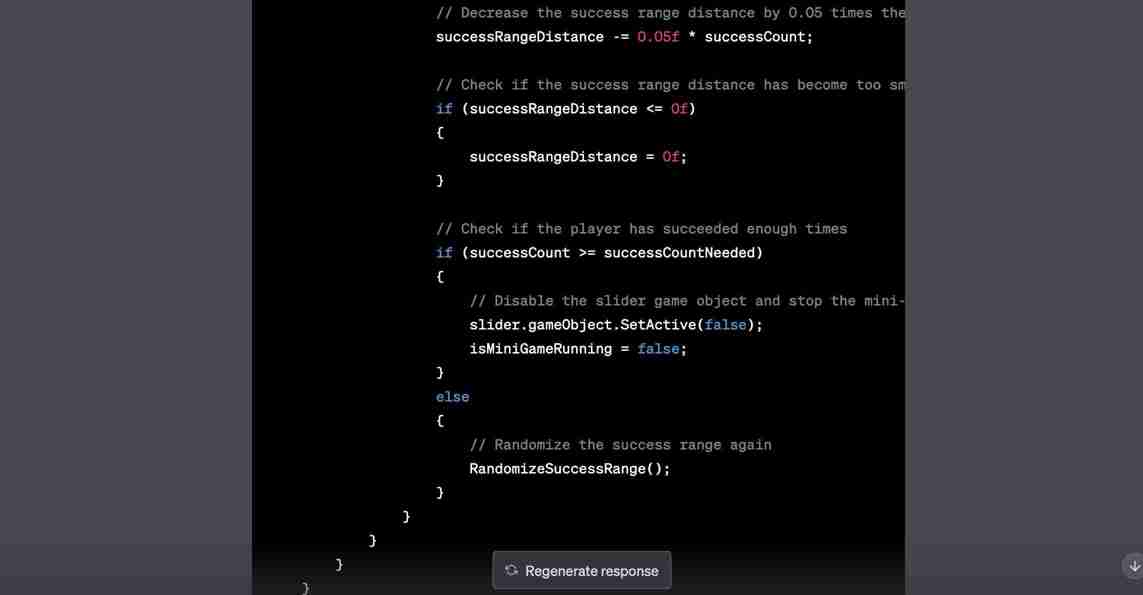 // Decrease the success range distance by 0.05 times the
successRangeDistance -= 0.05f * successCount;
// Check if the success range distance has become too sm
if (successRangeDistance <= 0f)
{
successRangeDistance = 0f;
}
// Check if the player has succeeded enough times
if (successCount >= successCountNeeded)
{
// Disable the slider game object and stop the mini-
slider.gameObject.SetActive(false);
isMiniGameRunning = false;
}
else
{
// Randomize the success range again
RandomizeSuccessRange();
}
}
}
}
}
Regenerate response